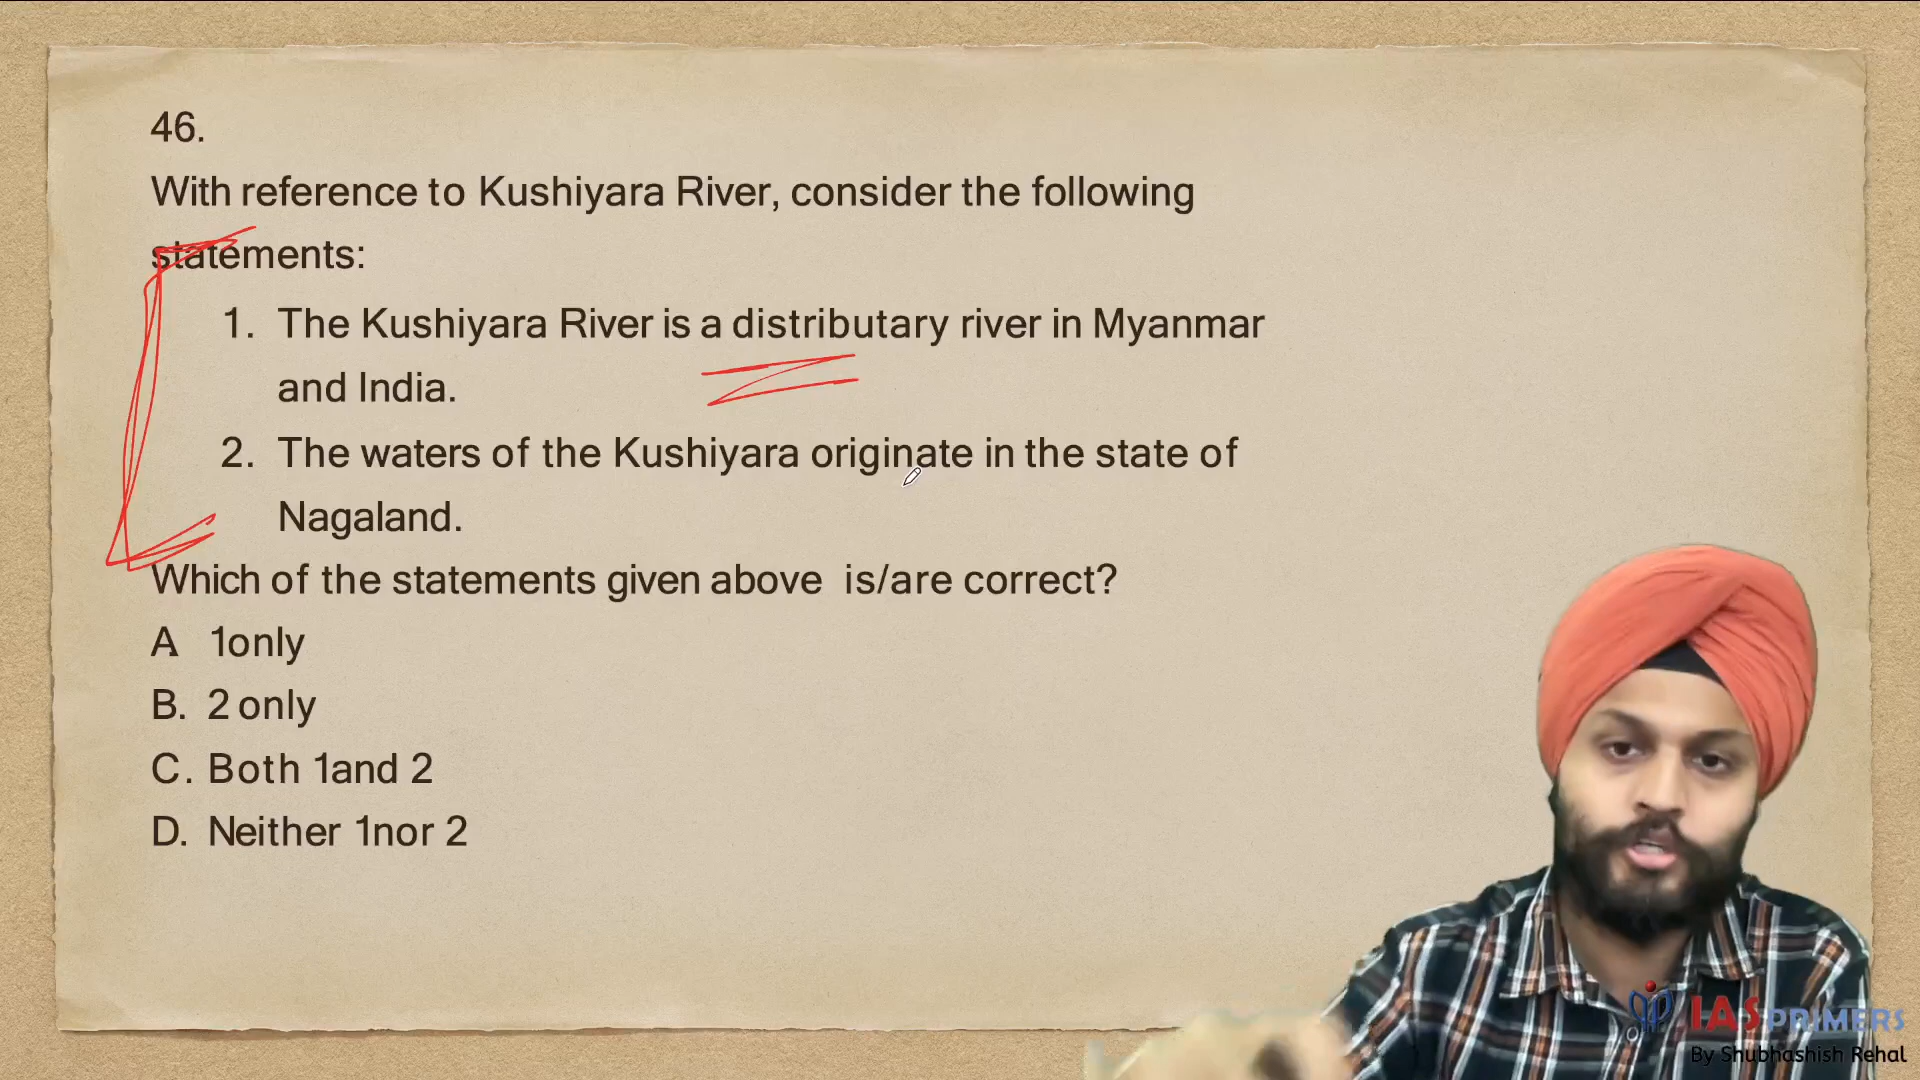 46.
With reference to Kushiyara River, consider the following
statements:
1. The Kushiyara River is a distributary river in Myanmar
and India.
2. The waters of the Kushiyara originate in the state of
Nagaland.
Which of the statements given above is/are correct?
A. 1only
B. 2 only
C. Both 1and 2
D. Neither 1nor 2
IAS PRIMERS
By Shubhashish Rehal